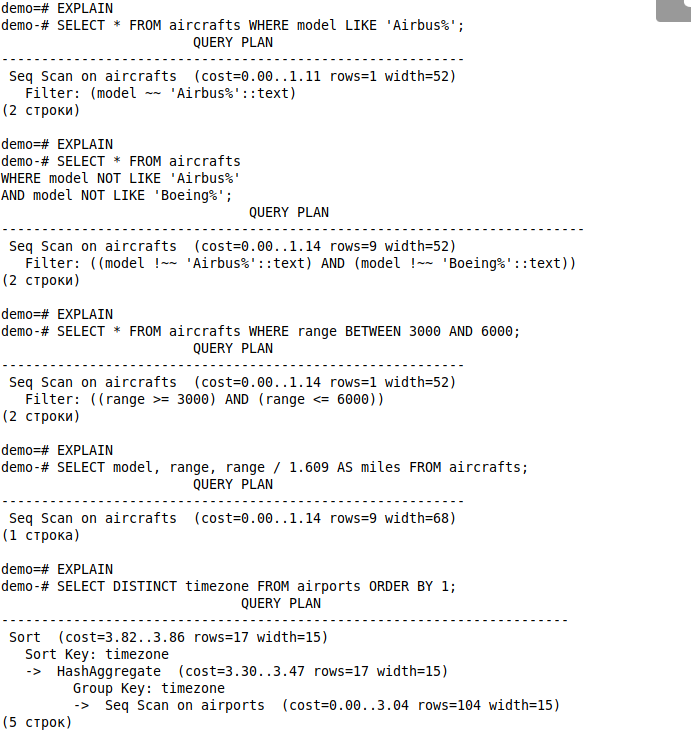 demo=# EXPLAIN
demo-# SELECT * FROM aircrafts WHERE model LIKE 'Airbus%';
                        QUERY PLAN
----------------------------------------------------------
 Seq Scan on aircrafts  (cost=0.00..1.11 rows=1 width=52)
   Filter: (model ~~ 'Airbus%'::text)
(2 строки)

demo=# EXPLAIN
demo-# SELECT * FROM aircrafts
WHERE model NOT LIKE 'Airbus%'
AND model NOT LIKE 'Boeing%';
                               QUERY PLAN
-------------------------------------------------------------------------
 Seq Scan on aircrafts  (cost=0.00..1.14 rows=9 width=52)
   Filter: ((model !~~ 'Airbus%'::text) AND (model !~~ 'Boeing%'::text))
(2 строки)

demo=# EXPLAIN
demo-# SELECT * FROM aircrafts WHERE range BETWEEN 3000 AND 6000;
                        QUERY PLAN
----------------------------------------------------------
 Seq Scan on aircrafts  (cost=0.00..1.14 rows=1 width=52)
   Filter: ((range >= 3000) AND (range <= 6000))
(2 строки)

demo=# EXPLAIN
demo-# SELECT model, range, range / 1.609 AS miles FROM aircrafts;
                        QUERY PLAN
----------------------------------------------------------
 Seq Scan on aircrafts  (cost=0.00..1.14 rows=9 width=68)
(1 строка)

demo=# EXPLAIN
demo-# SELECT DISTINCT timezone FROM airports ORDER BY 1;
                              QUERY PLAN
-----------------------------------------------------------------------
 Sort  (cost=3.82..3.86 rows=17 width=15)
   Sort Key: timezone
   ->  HashAggregate  (cost=3.30..3.47 rows=17 width=15)
         Group Key: timezone
         ->  Seq Scan on airports  (cost=0.00..3.04 rows=104 width=15)
(5 строк)